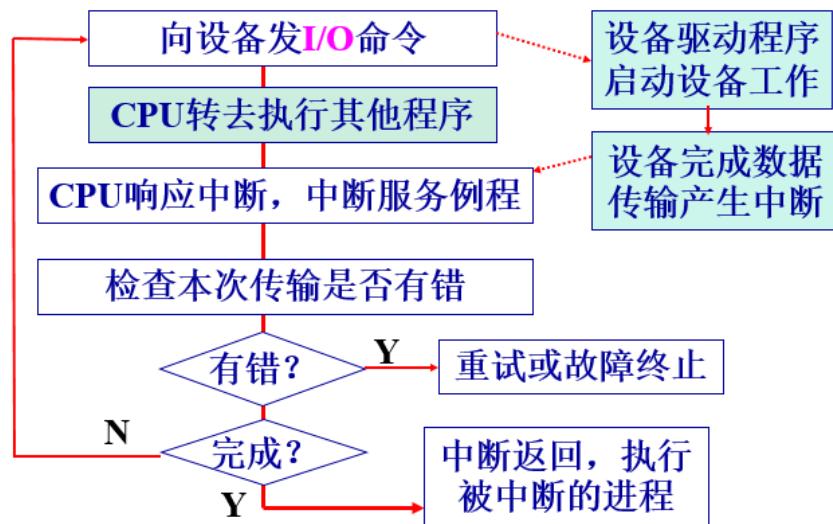 向设备发I/O命令
设备驱动程序
启动设备工作
CPU转去执行其他程序
设备完成数据
传输产生中断
CPU响应中断，中断服务例程
检查本次传输是否有错
有错？
Y
重试或故障终止
N
完成？
Y
中断返回，执行
被中断的进程